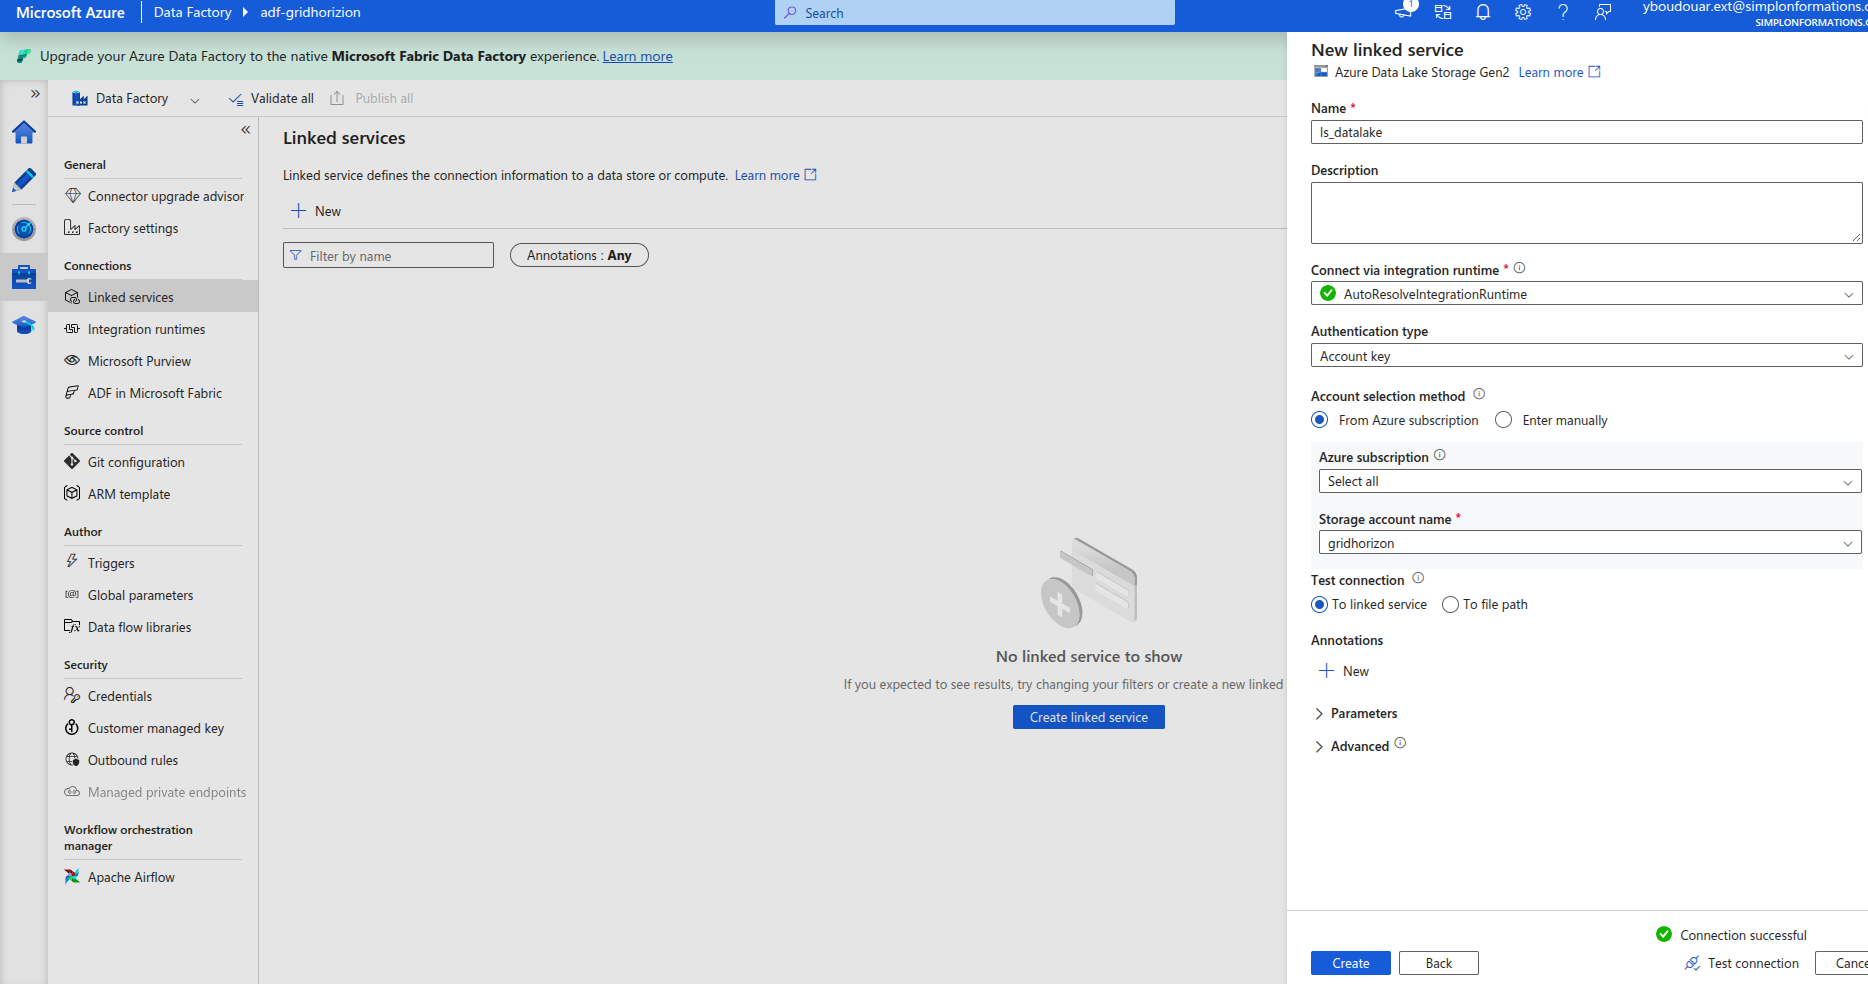 Microsoft Azure
Data Factory
adf-gridhorizion
Search
1
yboudouar.ext@simplonformations.c
SIMPLONFORMATIONS.C
Upgrade your Azure Data Factory to the native Microsoft Fabric Data Factory experience. Learn more
Data Factory
Validate all
Publish all
General
Connector upgrade advisor
Factory settings
Connections
Linked services
Integration runtimes
Microsoft Purview
ADF in Microsoft Fabric
Source control
Git configuration
ARM template
Author
Triggers
Global parameters
Data flow libraries
Security
Credentials
Customer managed key
Outbound rules
Managed private endpoints
Workflow orchestration
manager
Apache Airflow
Linked services
Linked service defines the connection information to a data store or compute. Learn more
New
Filter by name
Annotations : Any
No linked service to show
If you expected to see results, try changing your filters or create a new linked
Create linked service
New linked service
Azure Data Lake Storage Gen2 Learn more
Name *
ls_datalake
Description
Connect via integration runtime *
AutoResolveIntegrationRuntime
Authentication type
Account key
Account selection method
From Azure subscription
Enter manually
Azure subscription
Select all
Storage account name *
gridhorizon
Test connection
To linked service
To file path
Annotations
New
Parameters
Advanced
Connection successful
Create
Back
Test connection
Cance